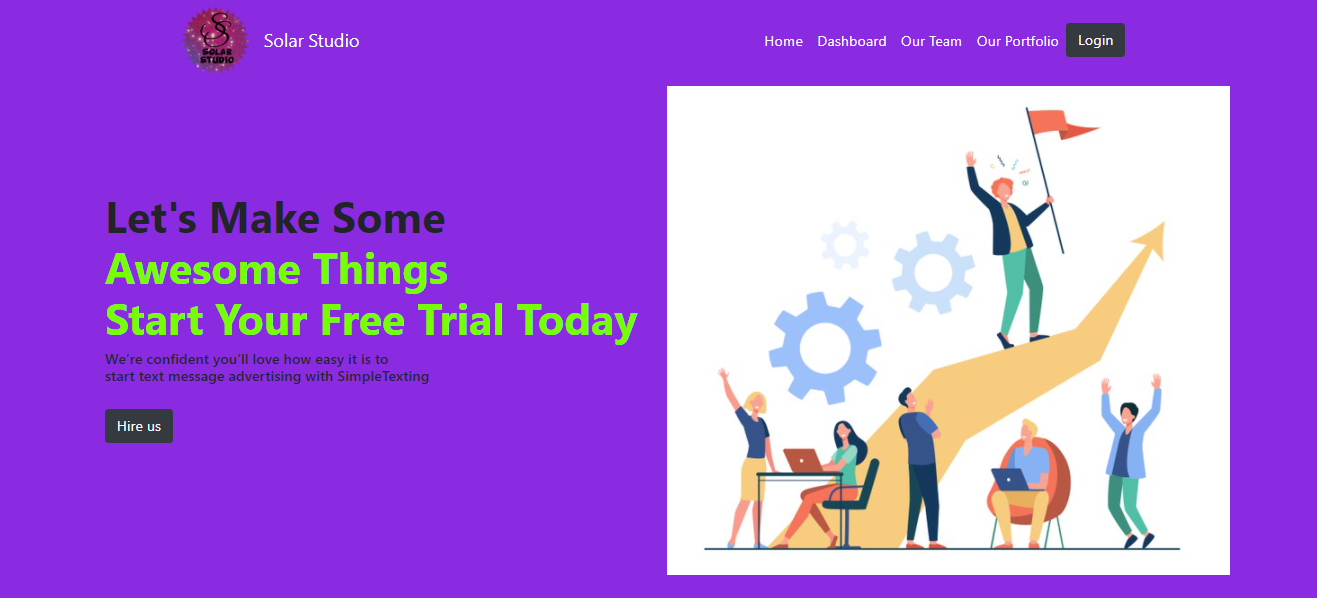 SOLAR
STUDIO
Solar Studio
Home
Dashboard
Our Team
Our Portfolio
Login
Let's Make Some
Awesome Things
Start Your Free Trial Today
We’re confident you’ll love how easy it is to
start text message advertising with SimpleTexting
Hire us